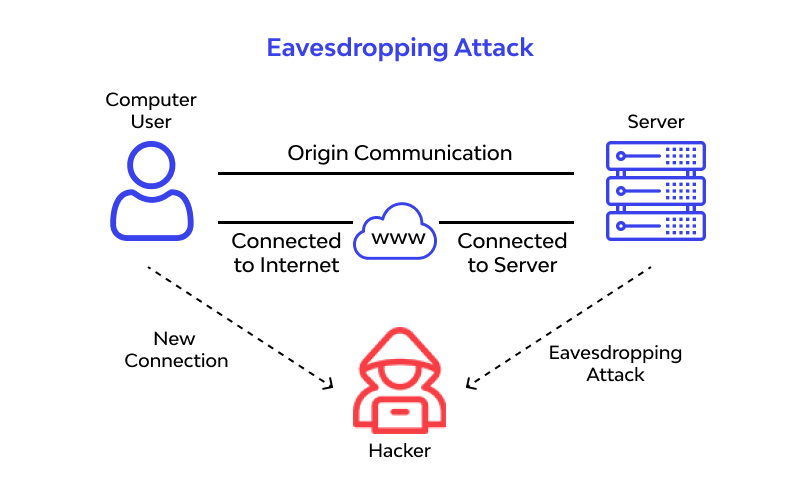 Eavesdropping Attack
Computer
User
Server
Origin Communication
www
Connected
to Internet
Connected
to Server
New
Connection
Eavesdropping
Attack
Hacker